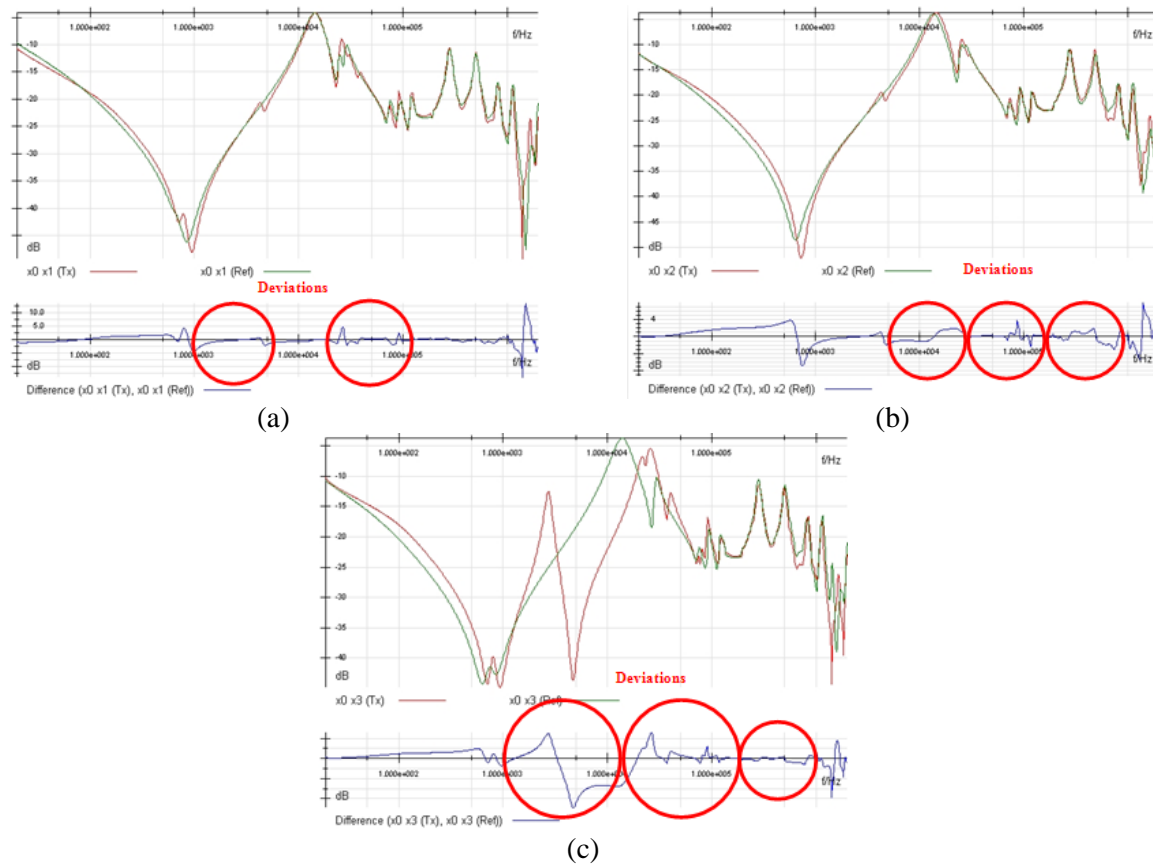 1.000e+002 1.000e+003 1.000e+004 1.000e+005
f/Hz
-10
-15
-20
-25
-30
-35
-40
dB
x0 x1 (Tx) x0 x1 (Ref)
Deviations
10.0
5.0
1.000e+002 1.000e+003 1.000e+004 1.000e+005
f/Hz
dB
Difference (x0 x1 (Tx), x0 x1 (Ref))
(a)
1.000e+002 1.000e+003 1.000e+004 1.000e+005
f/Hz
-10
-15
-20
-25
-30
-35
-40
-45
dB
x0 x2 (Tx) x0 x2 (Ref)
Deviations
4
1.000e+002 1.000e+003 1.000e+004 1.000e+005
f/Hz
dB
Difference (x0 x2 (Tx), x0 x2 (Ref))
(b)
1.000e+002 1.000e+003 1.000e+004 1.000e+005
f/Hz
-10
-15
-20
-25
-30
-35
-40
dB
Deviations
x0 x3 (Tx) x0 x3 (Ref)
1.000e+002 1.000e+003 1.000e+004 1.000e+005
f/Hz
dB
Difference (x0 x3 (Tx), x0 x3 (Ref))
(c)